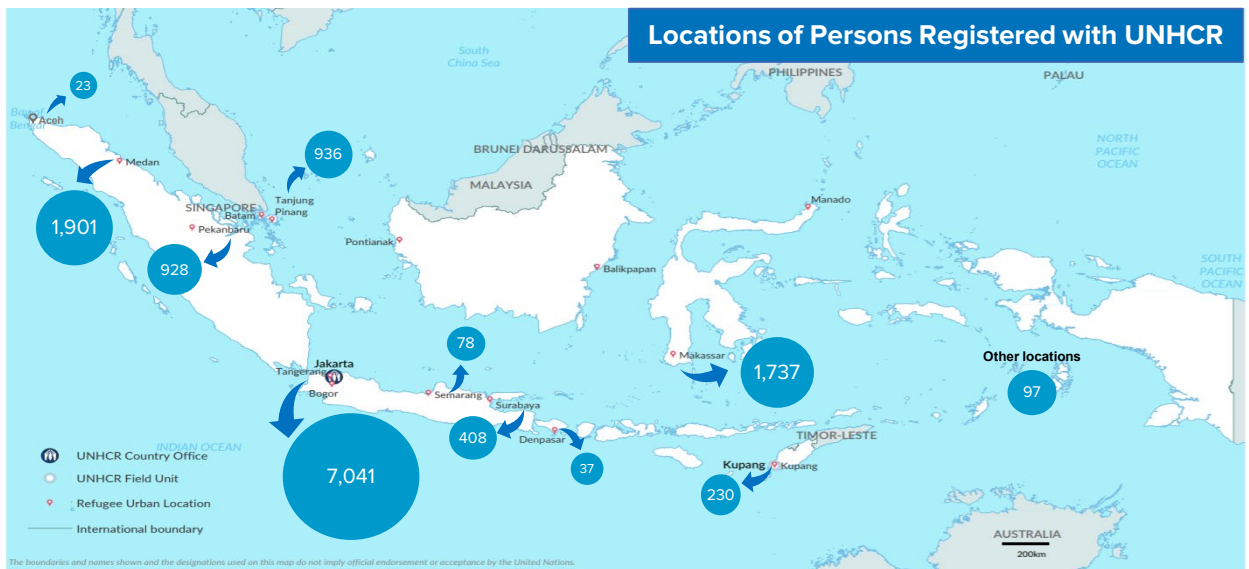 Locations of Persons Registered with UNHCR
South
China Sea
PHILIPPINES
PALAU
23
Aceh
Medan
936
BRUNEI DARUSSALAM
NORTH
PACIFIC
OCEAN
MALAYSIA
Tanjung
Pinang
SINGAPORE
Batam
Manado
1,901
Pekanbaru
Pontianak
928
Balikpapan
SOUTH
PACIFIC
OCEAN
78
Makassar
1,737
Other locations
97
Jakarta
Tangerang
Bogor
Semarang
Surabaya
408
Denpasar
37
TIMOR-LESTE
INDIAN OCEAN
7,041
Kupang
Kupang
230
UNHCR Country Office
UNHCR Field Unit
Refugee Urban Location
International boundary
AUSTRALIA
200km
The boundaries and names shown and the designations used on this map do not imply official endorsement or acceptance by the United Nations.